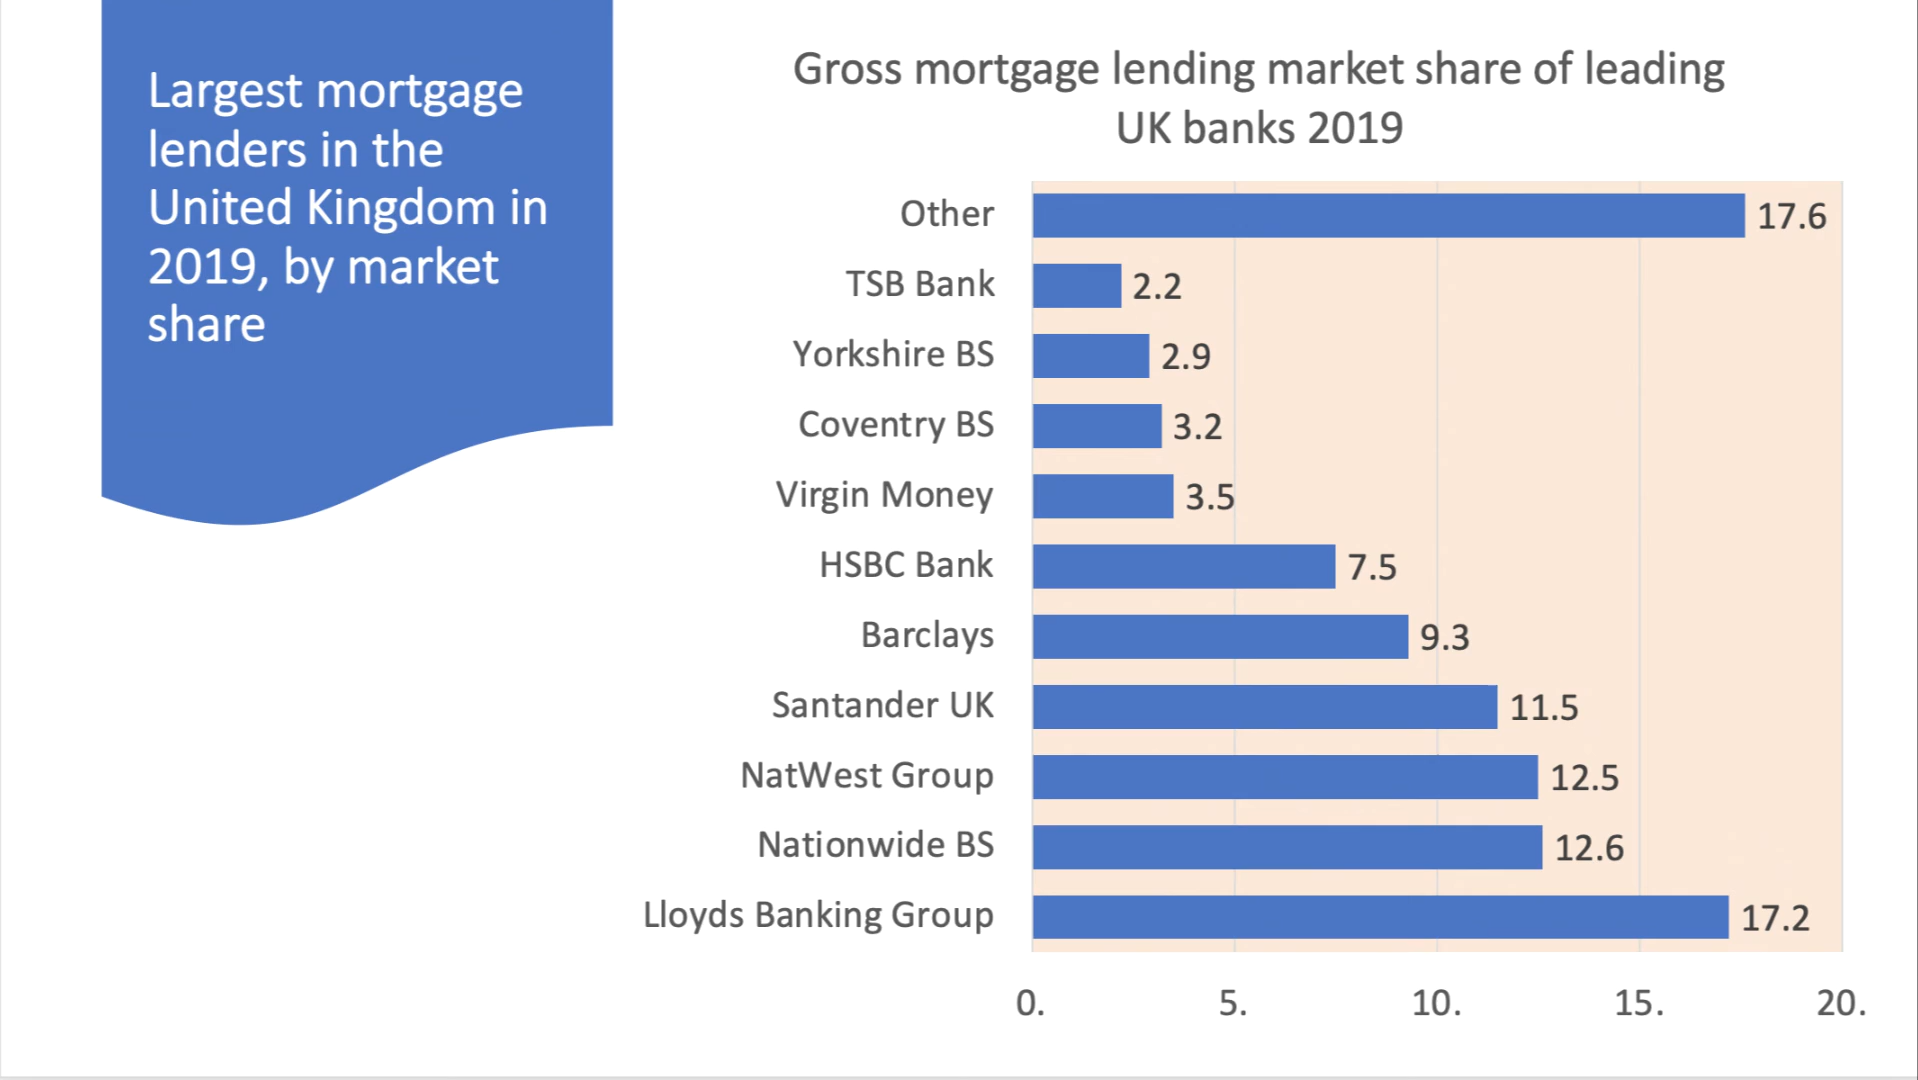 Largest mortgage
lenders in the
United Kingdom in
2019, by market
share
Gross mortgage lending market share of leading
UK banks 2019
Other 17.6
TSB Bank 2.2
Yorkshire BS 2.9
Coventry BS 3.2
Virgin Money 3.5
HSBC Bank 7.5
Barclays 9.3
Santander UK 11.5
NatWest Group 12.5
Nationwide BS 12.6
Lloyds Banking Group 17.2
0. 5. 10. 15. 20.